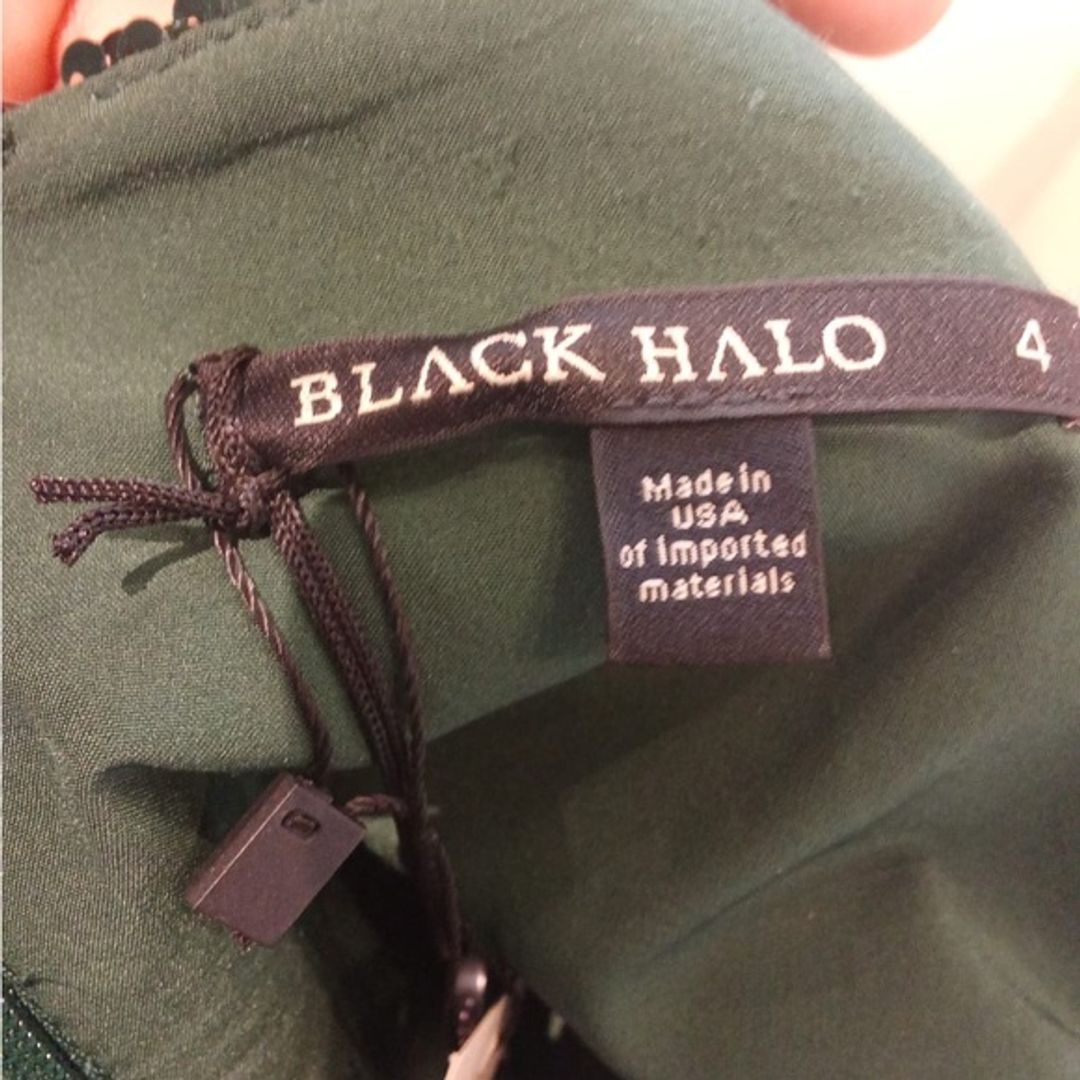 BLACK HALO 4
Made in
USA
of imported
materials